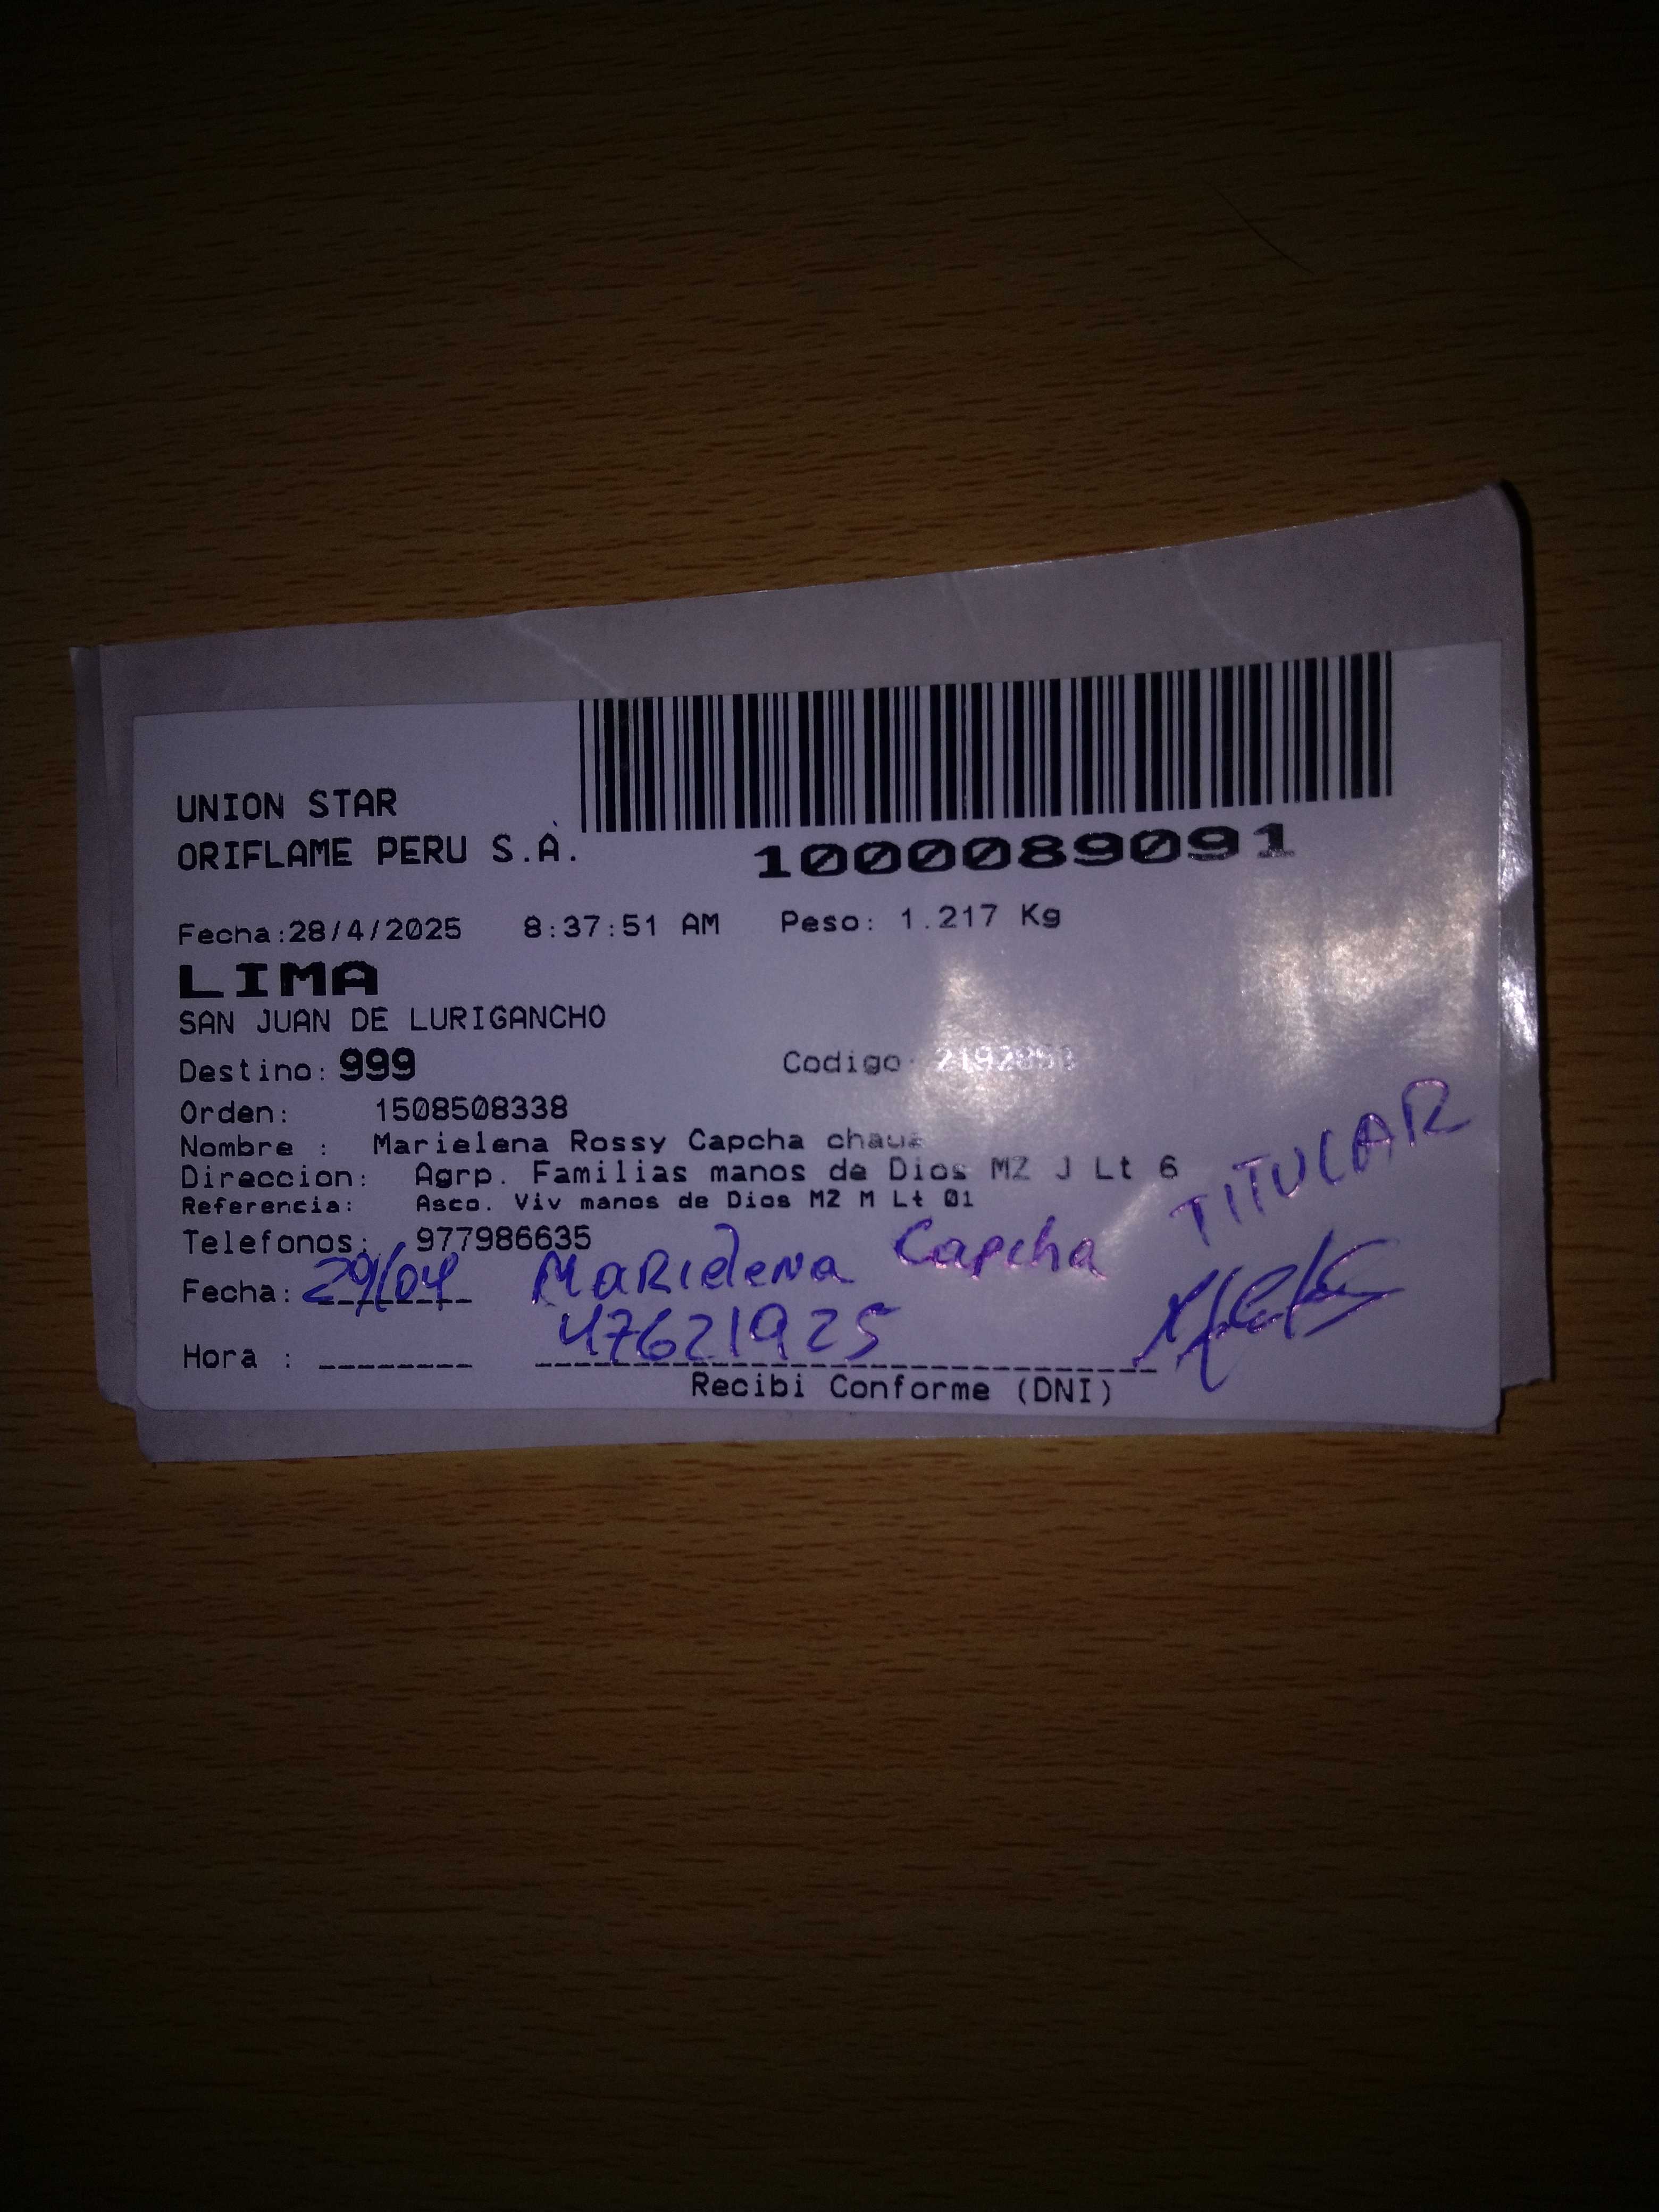 UNION STAR
ORIFLAME PERU S.A.
1000089091
Fecha:28/4/2025 8:37:51 AM Peso: 1.217 Kg
LIMA
SAN JUAN DE LURIGANCHO
Destino: 999 Codigo
Orden: 1508508338
Nombre : Marielena Rossy Capcha
Direccion: Agrp. Familias manos de Dios MZ J Lt 6
Referencia: Asco. Viv manos de Dios MZ M Lt 01
TITULAR
Telefonos: 977986635
Fecha: 29/04 Marielena Capcha
47621925
Hora :
Recibi Conforme (DNI)